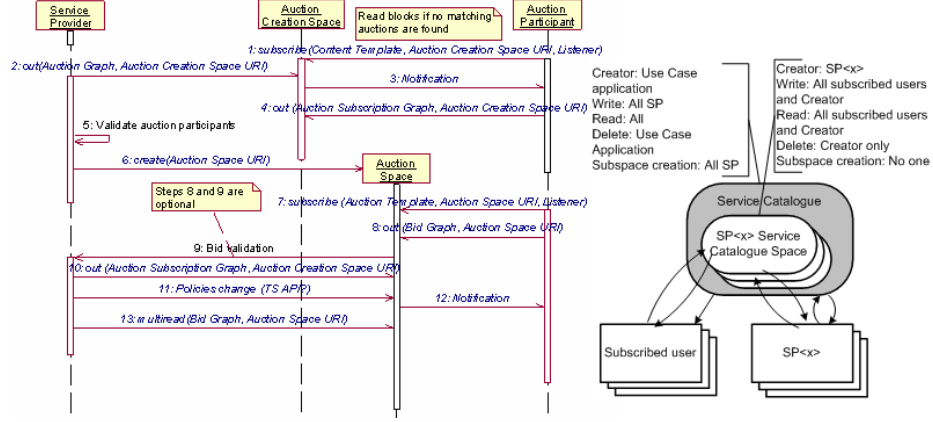 Service
Provider
Auction
Creation Space
Read blocks if no matching
auctions are found
Auction
Participant
1: subscribe(Content Template, Auction Creation Space URI, Listener)
2: out(Auction Graph, Auction Creation Space URI)
3: Notification
4: out (Auction Subscription Graph, Auction Creation Space URI)
5: Validate auction participants
6: create(Auction Space URI)
Auction
Space
Steps 8 and 9 are
optional
7: subscribe (Auction Template, Auction Space URI, Listener)
8: out(Bid Graph, Auction Space URI)
9: Bid validation
10: out (Auction Subscription Graph, Auction Creation Space URI)
11: Policies change (TS API?)
12: Notification
13: multiread(Bid Graph, Auction Space URI)
Creator: Use Case
application
Write: All SP
Read: All
Delete: Use Case
Application
Subspace creation: All SP
Creator: SP<x>
Write: All subscribed users
and Creator
Read: All subscribed users
and Creator
Delete: Creator only
Subspace creation: No one
Service Catalogue
SP<x> Service
Catalogue Space
Subscribed user
SP<x>